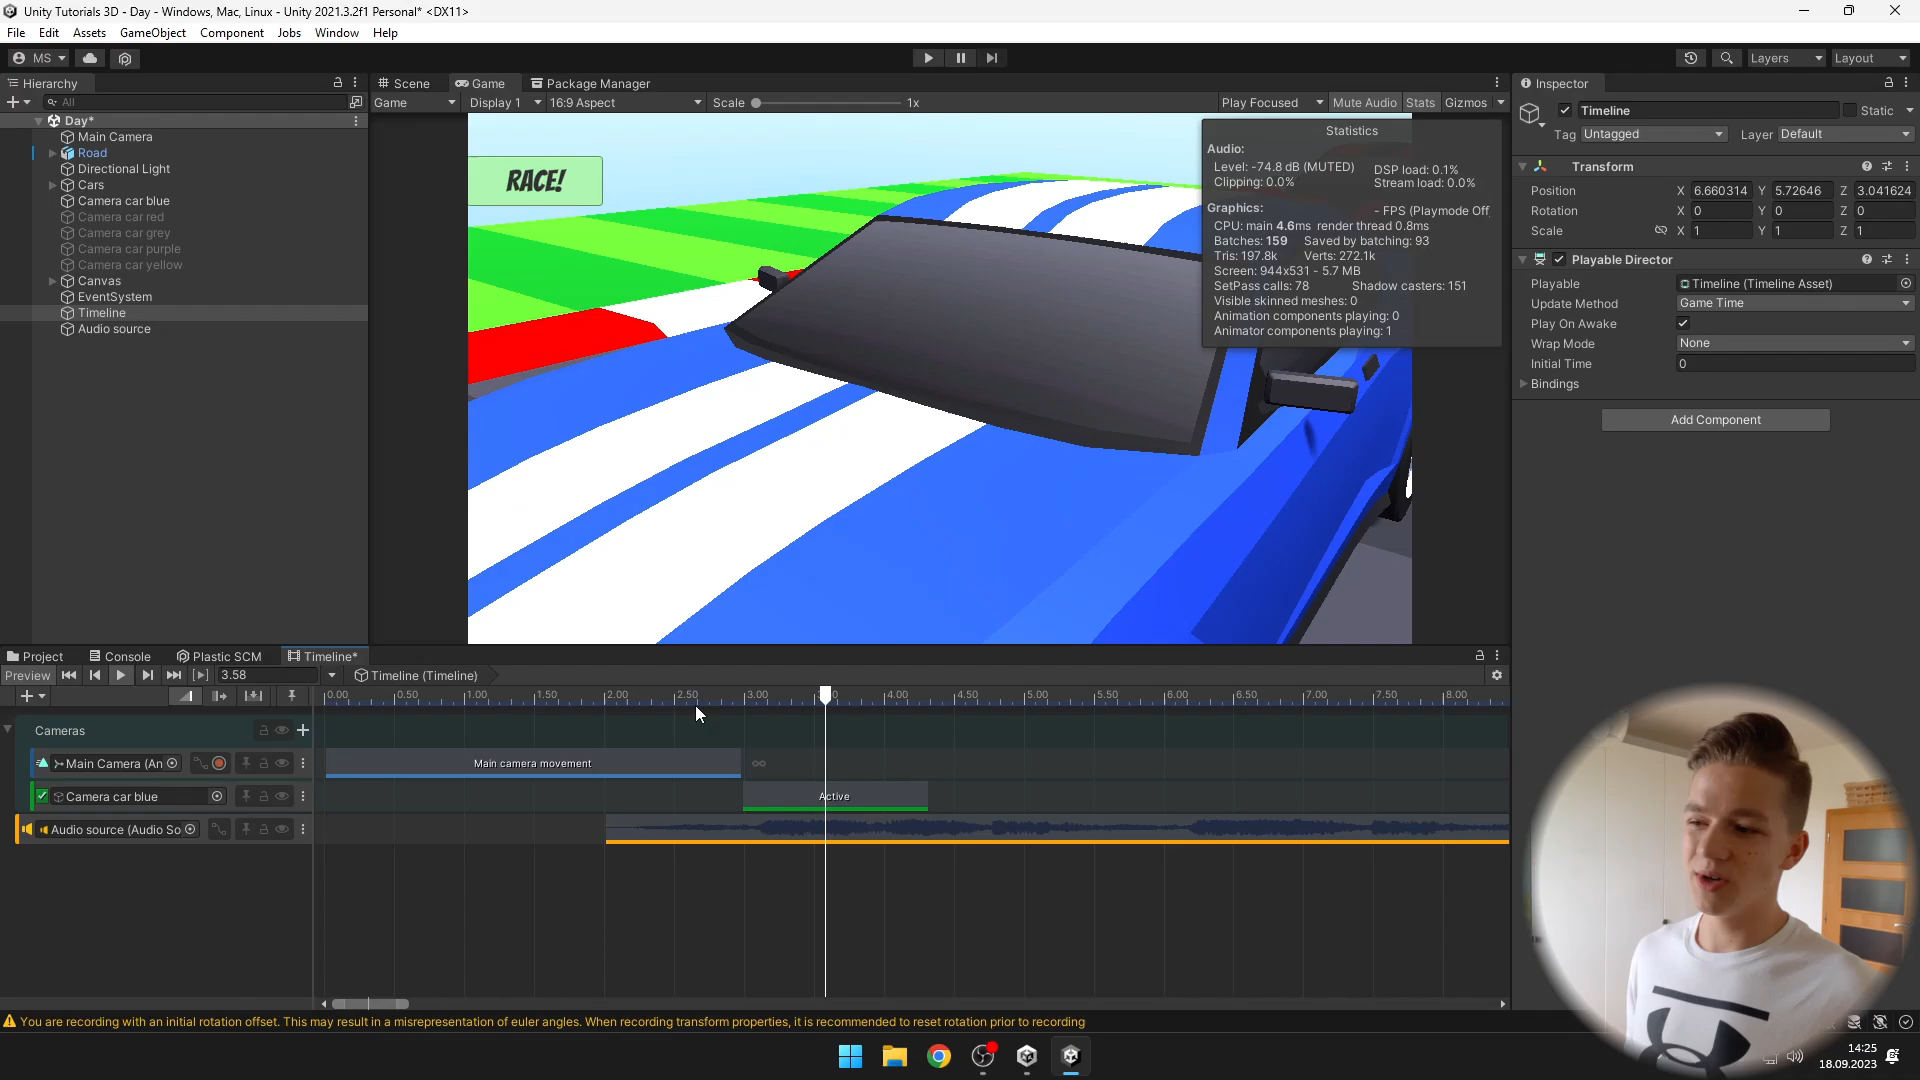 Unity Tutorials 3D - Day - Windows, Mac, Linux - Unity 2021.3.2f1 Personal* <DX11>
File Edit Assets GameObject Component Jobs Window Help
MS Layers Layout
Hierarchy
All
Day*
Main Camera
Road
Directional Light
Cars
Camera car blue
Camera car red
Camera car grey
Camera car purple
Camera car yellow
Canvas
EventSystem
Timeline
Audio source
Scene Game Package Manager
Game Display 1 16:9 Aspect Scale 1x Play Focused Mute Audio Stats Gizmos
RACE!
Statistics
Audio:
Level: -74.8 dB (MUTED) DSP load: 0.1%
Clipping: 0.0% Stream load: 0.0%
Graphics: - FPS (Playmode Off
CPU: main 4.6ms render thread 0.8ms
Batches: 159 Saved by batching: 93
Tris: 197.8k Verts: 272.1k
Screen: 944x531 - 5.7 MB
SetPass calls: 78 Shadow casters: 151
Visible skinned meshes: 0
Animation components playing: 0
Animator components playing: 1
Inspector
Timeline Static
Tag Untagged Layer Default
Transform
Position X 6.660314 Y 5.72646 Z 3.041624
Rotation X 0 Y 0 Z 0
Scale X 1 Y 1 Z 1
Playable Director
Playable Timeline (Timeline Asset)
Update Method Game Time
Play On Awake
Wrap Mode None
Initial Time 0
Bindings
Add Component
Project Console Plastic SCM Timeline*
Preview 3.58 Timeline (Timeline)
0.00 0.50 1.00 1.50 2.00 2.50 3.00 4.00 4.50 5.00 5.50 6.00 6.50 7.00 7.50 8.00
Cameras
Main Camera (An Main camera movement ∞
Camera car blue Active
Audio source (Audio So
You are recording with an initial rotation offset. This may result in a misrepresentation of euler angles. When recording transform properties, it is recommended to reset rotation prior to recording
14:25
18.09.2023